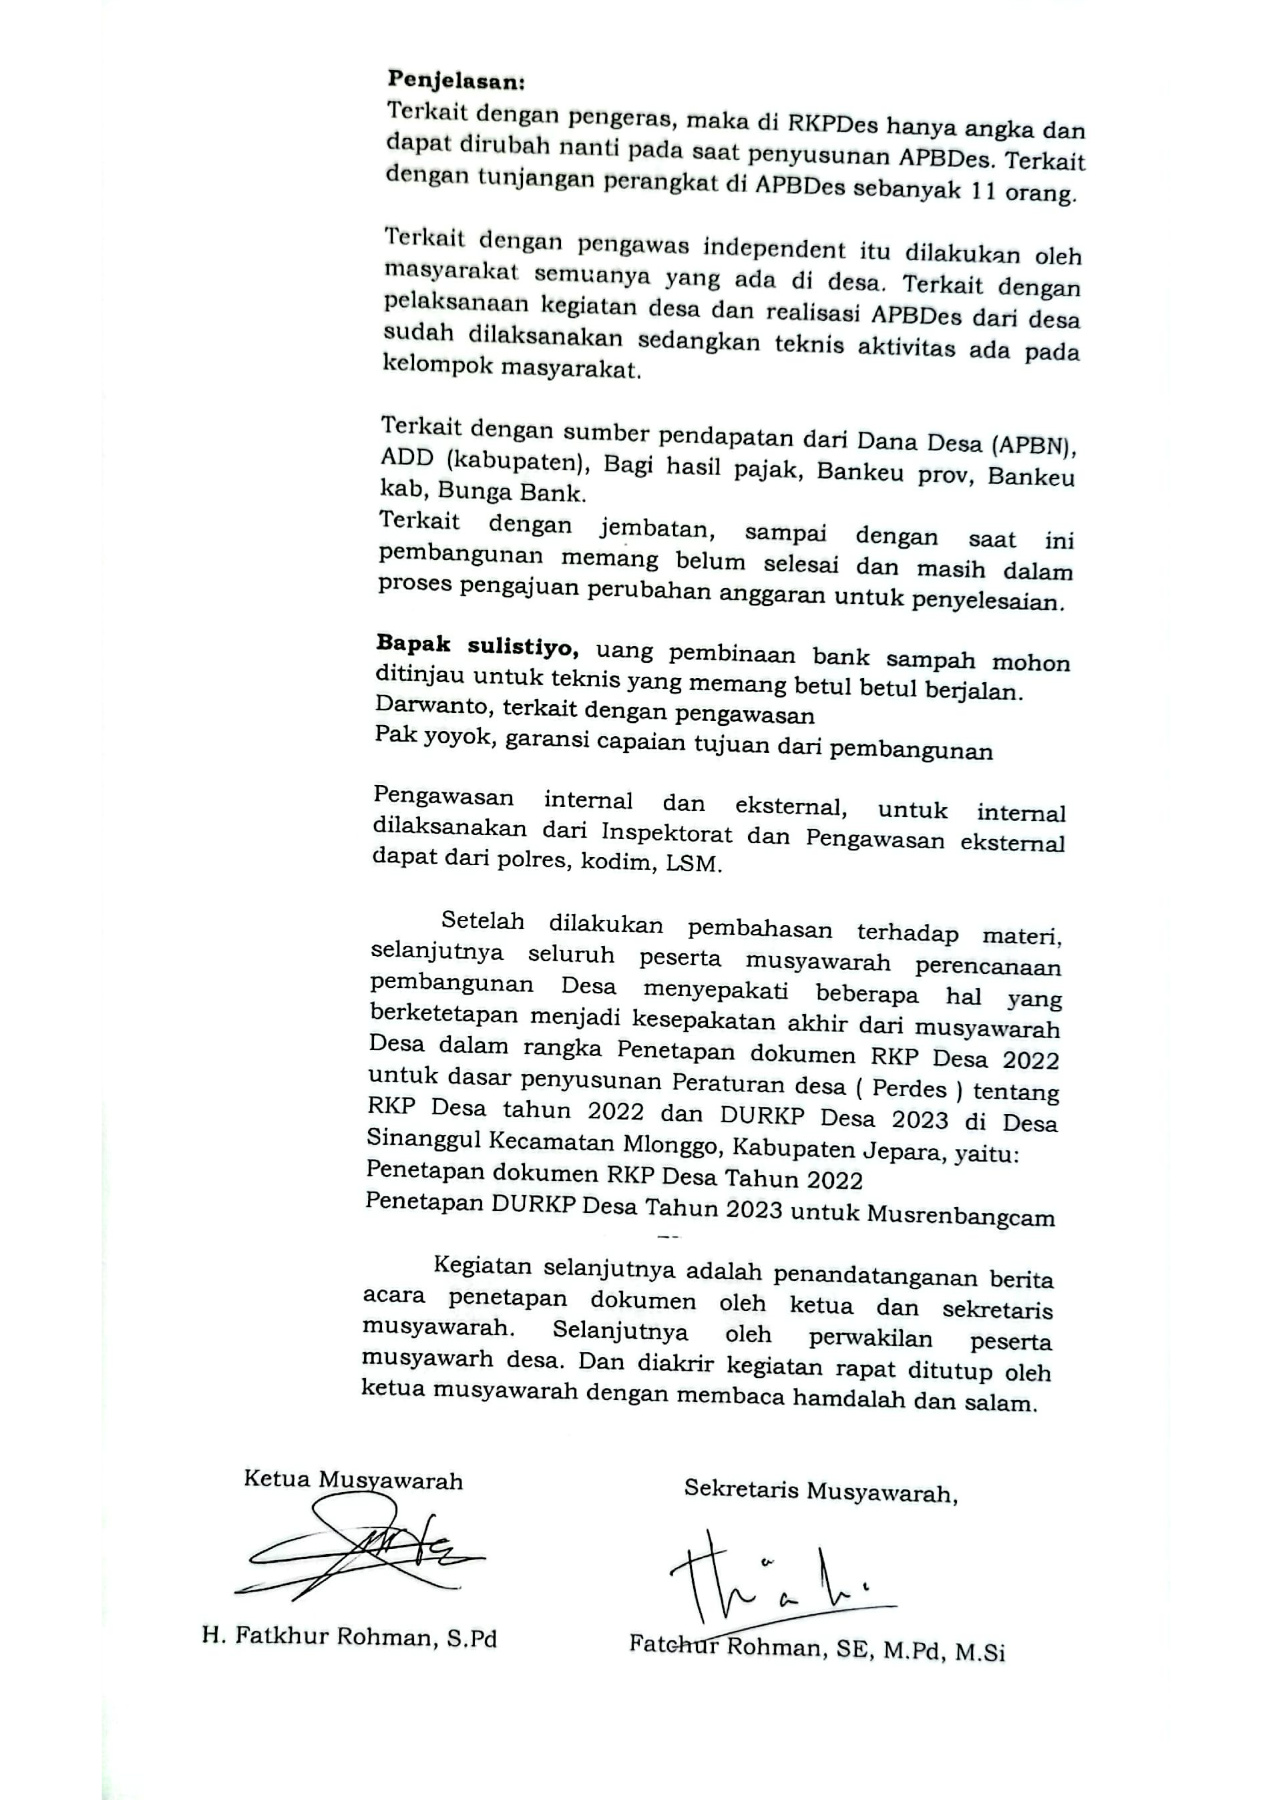 Penjelasan:
Terkait dengan pengeras, maka di RKPDes hanya angka dan
dapat dirubah nanti pada saat penyusunan APBDes. Terkait
dengan tunjangan perangkat di APBDes sebanyak 11 orang.
Terkait dengan pengawas independent itu dilakukan oleh
masyarakat semuanya yang ada di desa. Terkait dengan
pelaksanaan kegiatan desa dan realisasi APBDes dari desa
sudah dilaksanakan sedangkan teknis aktivitas ada pada
kelompok masyarakat.
Terkait dengan sumber pendapatan dari Dana Desa (APBN),
ADD (kabupaten), Bagi hasil pajak, Bankeu prov, Bankeu
kab, Bunga Bank.
Terkait dengan jembatan, sampai dengan saat ini
pembangunan memang belum selesai dan masih dalam
proses pengajuan perubahan anggaran untuk penyelesaian.
Bapak sulistiyo, uang pembinaan bank sampah mohon
ditinjau untuk teknis yang memang betul betul berjalan.
Darwanto, terkait dengan pengawasan
Pak yoyok, garansi capaian tujuan dari pembangunan
Pengawasan internal dan eksternal, untuk internal
dilaksanakan dari Inspektorat dan Pengawasan eksternal
dapat dari polres, kodim, LSM.
Setelah dilakukan pembahasan terhadap materi,
selanjutnya seluruh peserta musyawarah perencanaan
pembangunan Desa menyepakati beberapa hal yang
berketetapan menjadi kesepakatan akhir dari musyawarah
Desa dalam rangka Penetapan dokumen RKP Desa 2022
untuk dasar penyusunan Peraturan desa ( Perdes ) tentang
RKP Desa tahun 2022 dan DURKP Desa 2023 di Desa
Sinanggul Kecamatan Mlonggo, Kabupaten Jepara, yaitu:
Penetapan dokumen RKP Desa Tahun 2022
Penetapan DURKP Desa Tahun 2023 untuk Musrenbangcam
Kegiatan selanjutnya adalah penandatanganan berita
acara penetapan dokumen oleh ketua dan sekretaris
musyawarah. Selanjutnya oleh perwakilan peserta
musyawarh desa. Dan diakrir kegiatan rapat ditutup oleh
ketua musyawarah dengan membaca hamdalah dan salam.
Ketua Musyawarah
Sekretaris Musyawarah,
H. Fatkhur Rohman, S.Pd
Fatchur Rohman, SE, M.Pd, M.Si